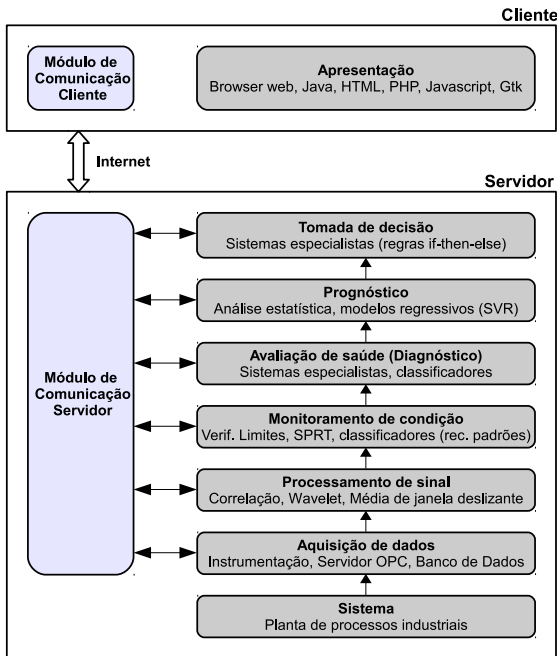 Cliente
Módulo de
Comunicação
Cliente
Apresentação
Browser web, Java, HTML, PHP, Javascript, Gtk
Internet
Servidor
Módulo de
Comunicação
Servidor
Tomada de decisão
Sistemas especialistas (regras if-then-else)
Prognóstico
Análise estatística, modelos regressivos (SVR)
Avaliação de saúde (Diagnóstico)
Sistemas especialistas, classificadores
Monitoramento de condição
Verif. Limites, SPRT, classificadores (rec. padrões)
Processamento de sinal
Correlação, Wavelet, Média de janela deslizante
Aquisição de dados
Instrumentação, Servidor OPC, Banco de Dados
Sistema
Planta de processos industriais